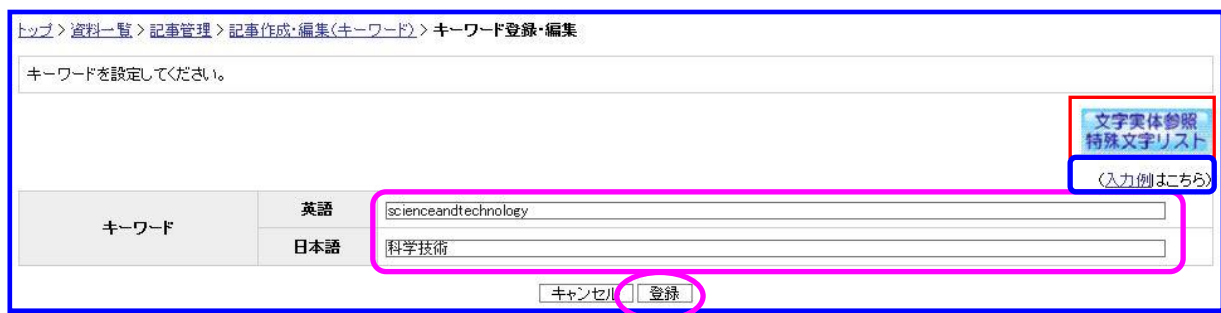 トップ > 資料一覧 > 記事管理 > 記事作成・編集(キーワード) > キーワード登録・編集
キーワードを設定してください。
文字実体参照
特殊文字リスト
(入力例はこちら)
キーワード
英語
scienceandtechnology
日本語
科学技術
キャンセル 登録